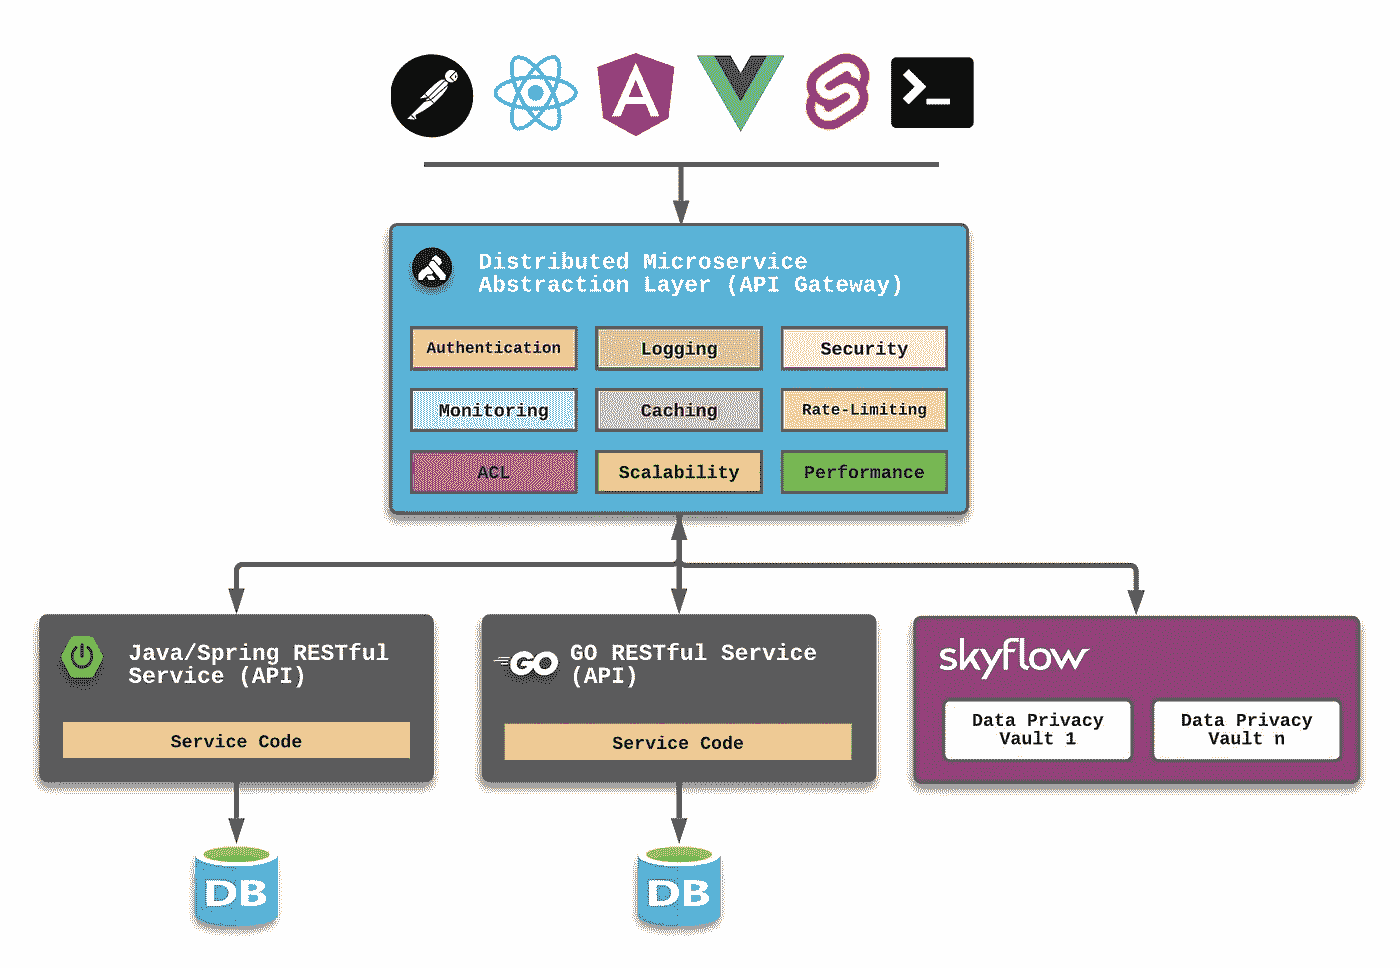 Distributed Microservice
Abstraction Layer (API Gateway)
Authentication
Logging
Security
Monitoring
Caching
Rate-Limiting
ACL
Scalability
Performance
Java/Spring RESTful
Service (API)
Service Code
GO
GO RESTful Service
(API)
Service Code
skyflow
Data Privacy
Vault 1
Data Privacy
Vault n
DB
DB